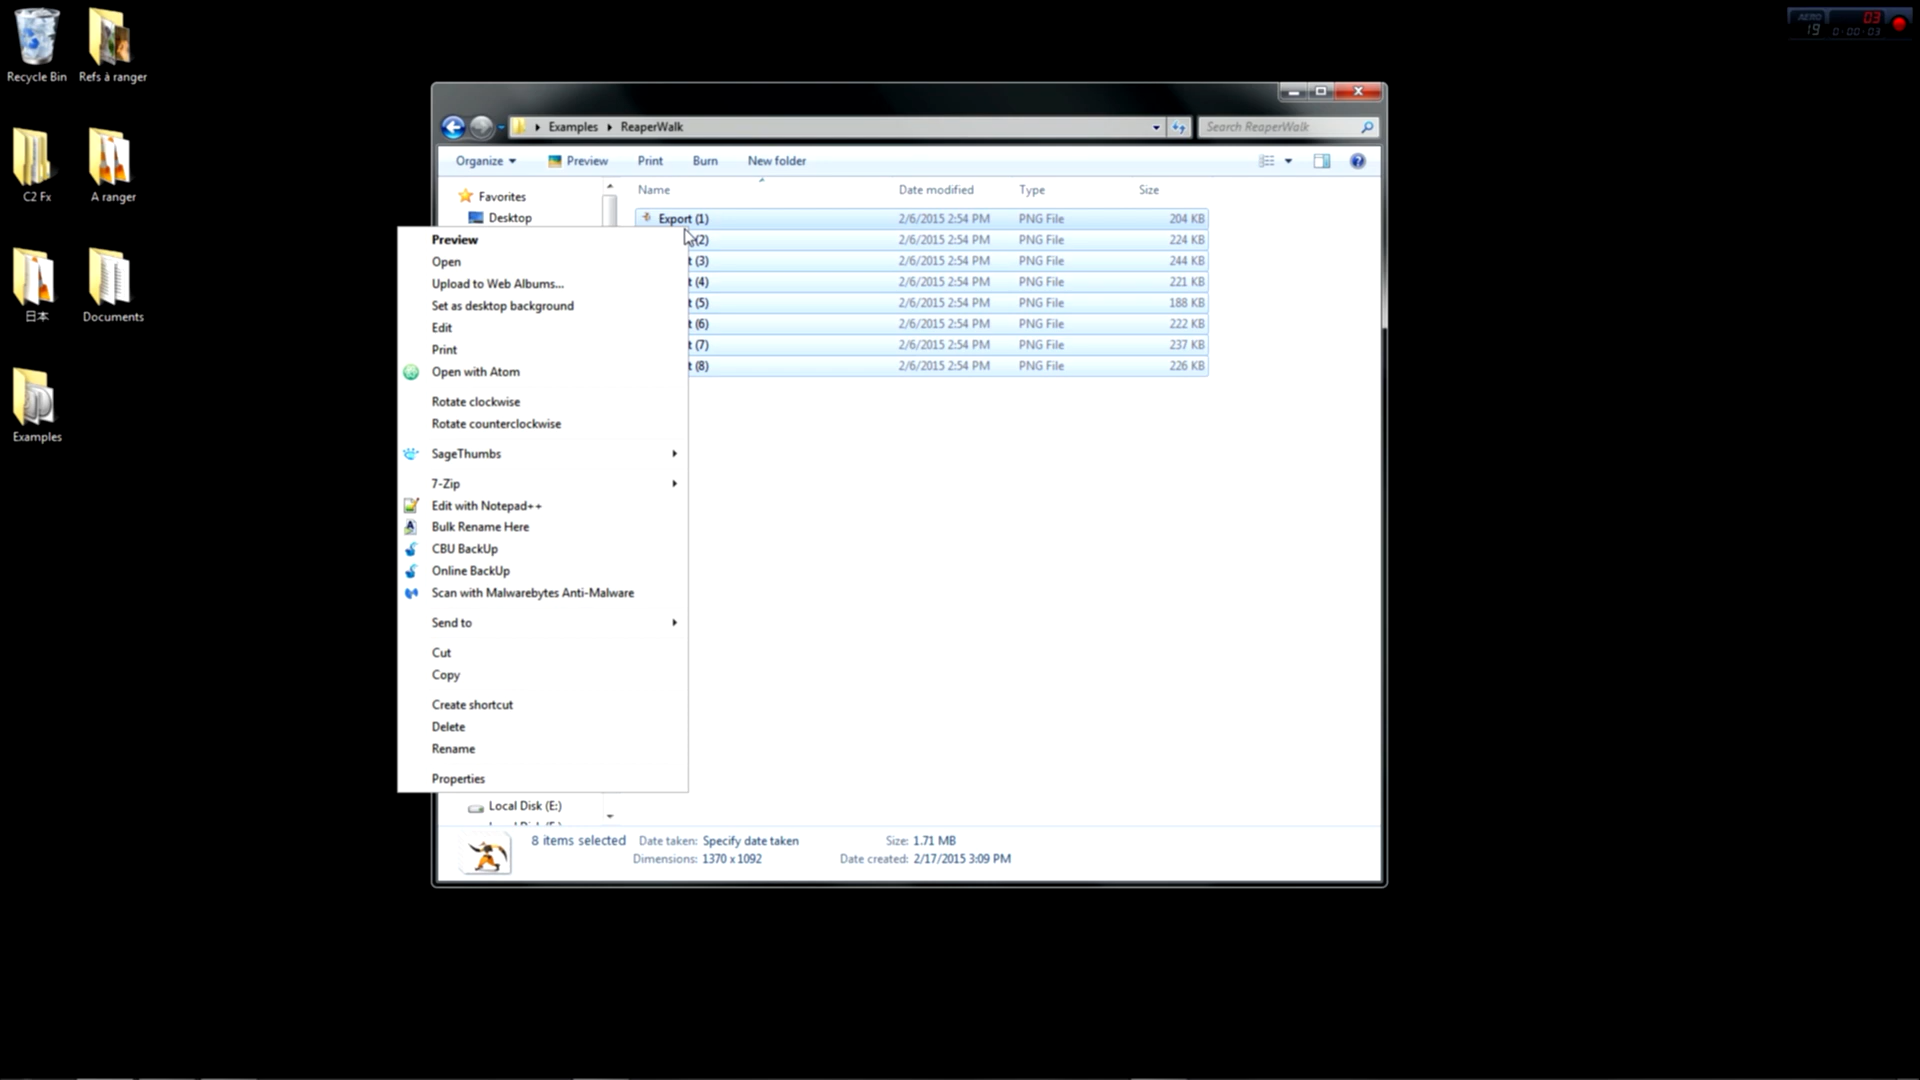 Recycle Bin
Refs à ranger
C2 Fx
A ranger
日本
Documents
Examples
AERO
03
19
0-00-03
Examples ReaperWalk
Search ReaperWalk
Organize Preview Print Burn New folder
Name Date modified Type Size
Favorites
Desktop
Export (1) 2/6/2015 2:54 PM PNG File 204 KB
(2) 2/6/2015 2:54 PM PNG File 224 KB
t (3) 2/6/2015 2:54 PM PNG File 244 KB
t (4) 2/6/2015 2:54 PM PNG File 221 KB
t (5) 2/6/2015 2:54 PM PNG File 188 KB
t (6) 2/6/2015 2:54 PM PNG File 222 KB
t (7) 2/6/2015 2:54 PM PNG File 237 KB
t (8) 2/6/2015 2:54 PM PNG File 226 KB
Preview
Open
Upload to Web Albums...
Set as desktop background
Edit
Print
Open with Atom
Rotate clockwise
Rotate counterclockwise
SageThumbs
7-Zip
Edit with Notepad++
Bulk Rename Here
CBU BackUp
Online BackUp
Scan with Malwarebytes Anti-Malware
Send to
Cut
Copy
Create shortcut
Delete
Rename
Properties
Local Disk (E:)
8 items selected Date taken: Specify date taken Size: 1.71 MB
Dimensions: 1370 x 1092 Date created: 2/17/2015 3:09 PM